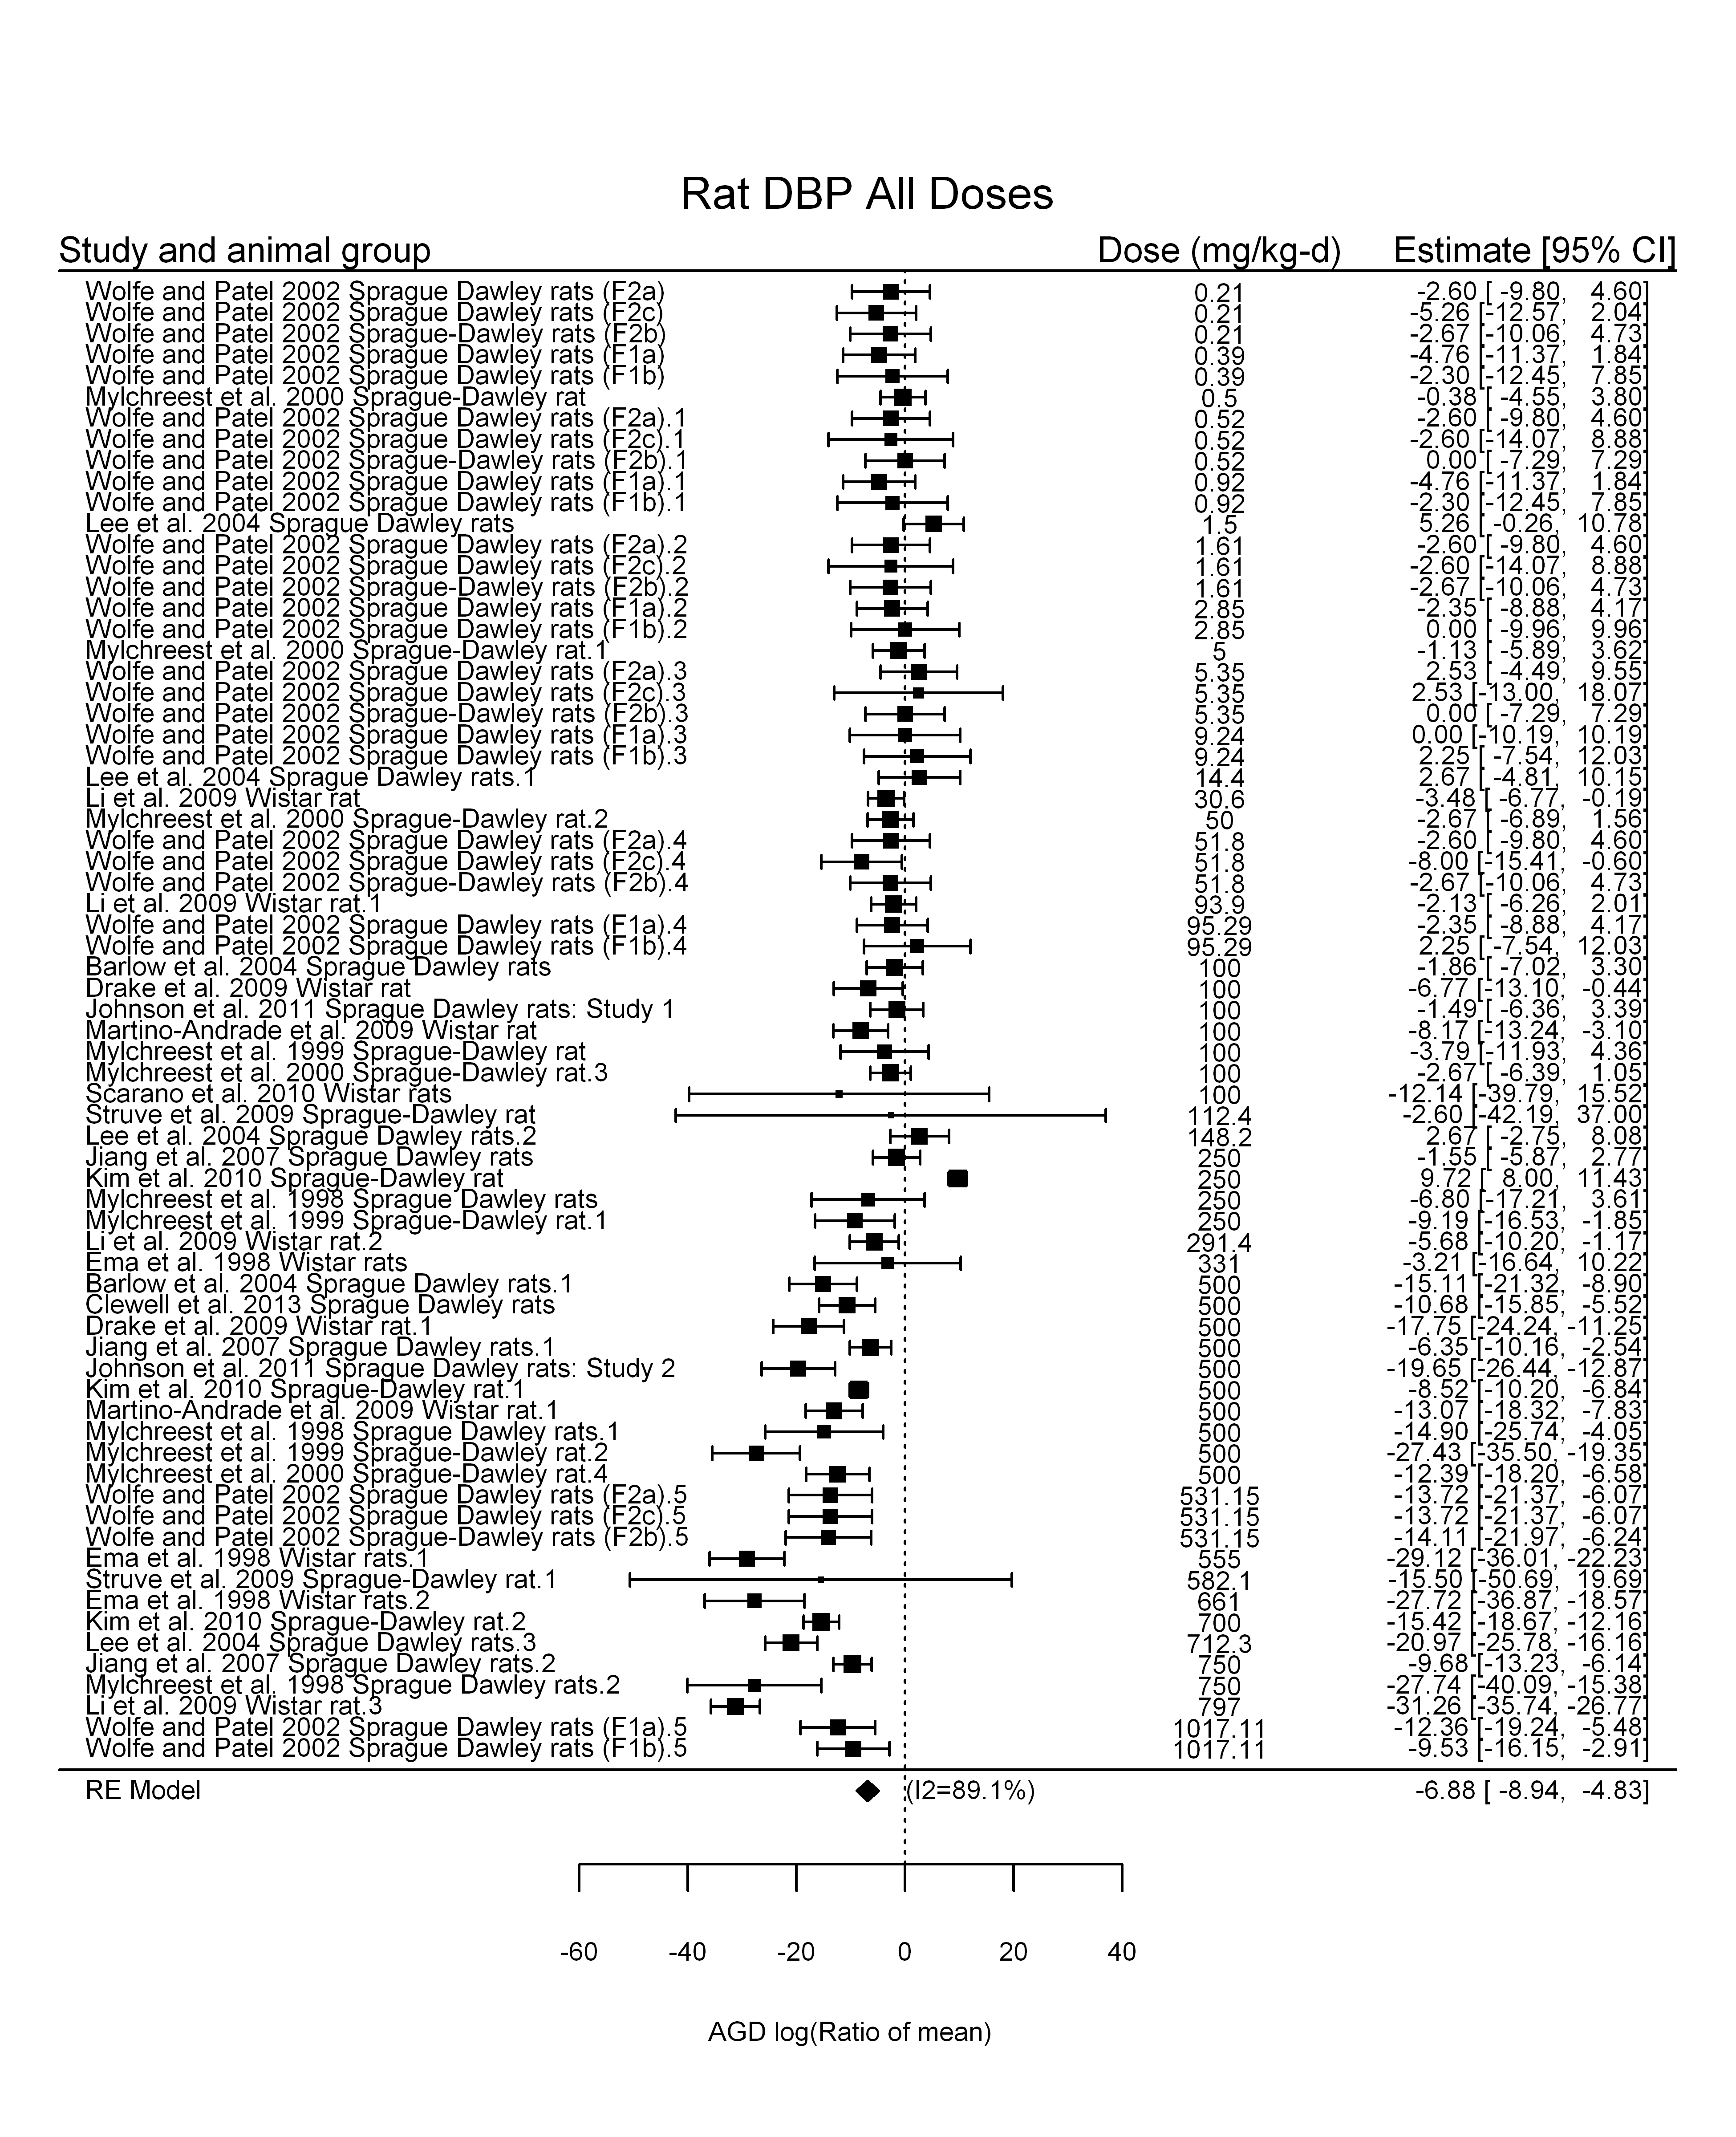 Rat DBP All Doses
Study and animal group Dose (mg/kg-d) Estimate [95% CI]
Wolfe and Patel 2002 Sprague Dawley rats (F2a) 0.21 -2.60 [ -9.80, 4.60]
Wolfe and Patel 2002 Sprague Dawley rats (F2c) 0.21 -5.26 [-12.57, 2.04]
Wolfe and Patel 2002 Sprague-Dawley rats (F2b) 0.21 -2.67 [-10.06, 4.73]
Wolfe and Patel 2002 Sprague Dawley rats (F1a) 0.39 -4.76 [-11.37, 1.84]
Wolfe and Patel 2002 Sprague Dawley rats (F1b) 0.39 -2.30 [-12.45, 7.85]
Mylchreest et al. 2000 Sprague-Dawley rat 0.5 -0.38 [ -4.55, 3.80]
Wolfe and Patel 2002 Sprague Dawley rats (F2a).1 0.52 -2.60 [ -9.80, 4.60]
Wolfe and Patel 2002 Sprague Dawley rats (F2c).1 0.52 -2.60 [-14.07, 8.88]
Wolfe and Patel 2002 Sprague-Dawley rats (F2b).1 0.52 0.00 [ -7.29, 7.29]
Wolfe and Patel 2002 Sprague Dawley rats (F1a).1 0.92 -4.76 [-11.37, 1.84]
Wolfe and Patel 2002 Sprague Dawley rats (F1b).1 0.92 -2.30 [-12.45, 7.85]
Lee et al. 2004 Sprague Dawley rats 1.5 5.26 [ -0.26, 10.78]
Wolfe and Patel 2002 Sprague Dawley rats (F2a).2 1.61 -2.60 [ -9.80, 4.60]
Wolfe and Patel 2002 Sprague Dawley rats (F2c).2 1.61 -2.60 [-14.07, 8.88]
Wolfe and Patel 2002 Sprague-Dawley rats (F2b).2 1.61 -2.67 [-10.06, 4.73]
Wolfe and Patel 2002 Sprague Dawley rats (F1a).2 2.85 -2.35 [ -8.88, 4.17]
Wolfe and Patel 2002 Sprague Dawley rats (F1b).2 2.85 0.00 [ -9.96, 9.96]
Mylchreest et al. 2000 Sprague-Dawley rat.1 5 -1.13 [ -5.89, 3.62]
Wolfe and Patel 2002 Sprague Dawley rats (F2a).3 5.35 2.53 [ -4.49, 9.55]
Wolfe and Patel 2002 Sprague Dawley rats (F2c).3 5.35 2.53 [-13.00, 18.07]
Wolfe and Patel 2002 Sprague-Dawley rats (F2b).3 5.35 0.00 [ -7.29, 7.29]
Wolfe and Patel 2002 Sprague Dawley rats (F1a).3 9.24 0.00 [-10.19, 10.19]
Wolfe and Patel 2002 Sprague Dawley rats (F1b).3 9.24 2.25 [ -7.54, 12.03]
Lee et al. 2004 Sprague Dawley rats.1 14.4 2.67 [ -4.81, 10.15]
Li et al. 2009 Wistar rat 30.6 -3.48 [ -6.77, -0.19]
Mylchreest et al. 2000 Sprague-Dawley rat.2 50 -2.67 [ -6.89, 1.56]
Wolfe and Patel 2002 Sprague Dawley rats (F2a).4 51.8 -2.60 [ -9.80, 4.60]
Wolfe and Patel 2002 Sprague Dawley rats (F2c).4 51.8 -8.00 [-15.41, -0.60]
Wolfe and Patel 2002 Sprague-Dawley rats (F2b).4 51.8 -2.67 [-10.06, 4.73]
Li et al. 2009 Wistar rat.1 93.9 -2.13 [ -6.26, 2.01]
Wolfe and Patel 2002 Sprague Dawley rats (F1a).4 95.29 -2.35 [ -8.88, 4.17]
Wolfe and Patel 2002 Sprague Dawley rats (F1b).4 95.29 2.25 [ -7.54, 12.03]
Barlow et al. 2004 Sprague Dawley rats 100 -1.86 [ -7.02, 3.30]
Drake et al. 2009 Wistar rat 100 -6.77 [-13.10, -0.44]
Johnson et al. 2011 Sprague Dawley rats: Study 1 100 -1.49 [ -6.36, 3.39]
Martino-Andrade et al. 2009 Wistar rat 100 -8.17 [-13.24, -3.10]
Mylchreest et al. 1999 Sprague-Dawley rat 100 -3.79 [-11.93, 4.36]
Mylchreest et al. 2000 Sprague-Dawley rat.3 100 -2.67 [ -6.39, 1.05]
Scarano et al. 2010 Wistar rats 100 -12.14 [-39.79, 15.52]
Struve et al. 2009 Sprague-Dawley rat 112.4 -2.60 [-42.19, 37.00]
Lee et al. 2004 Sprague Dawley rats.2 148.2 2.67 [ -2.75, 8.08]
Jiang et al. 2007 Sprague Dawley rats 250 -1.55 [ -5.87, 2.77]
Kim et al. 2010 Sprague-Dawley rat 250 9.72 [ 8.00, 11.43]
Mylchreest et al. 1998 Sprague Dawley rats 250 -6.80 [-17.21, 3.61]
Mylchreest et al. 1999 Sprague-Dawley rat.1 250 -9.19 [-16.53, -1.85]
Li et al. 2009 Wistar rat.2 291.4 -5.68 [-10.20, -1.17]
Ema et al. 1998 Wistar rats 331 -3.21 [-16.64, 10.22]
Barlow et al. 2004 Sprague Dawley rats.1 500 -15.11 [-21.32, -8.90]
Clewell et al. 2013 Sprague Dawley rats 500 -10.68 [-15.85, -5.52]
Drake et al. 2009 Wistar rat.1 500 -17.75 [-24.24, -11.25]
Jiang et al. 2007 Sprague Dawley rats.1 500 -6.35 [-10.16, -2.54]
Johnson et al. 2011 Sprague Dawley rats: Study 2 500 -19.65 [-26.44, -12.87]
Kim et al. 2010 Sprague-Dawley rat.1 500 -8.52 [-10.20, -6.84]
Martino-Andrade et al. 2009 Wistar rat.1 500 -13.07 [-18.32, -7.83]
Mylchreest et al. 1998 Sprague Dawley rats.1 500 -14.90 [-25.74, -4.05]
Mylchreest et al. 1999 Sprague-Dawley rat.2 500 -27.43 [-35.50, -19.35]
Mylchreest et al. 2000 Sprague-Dawley rat.4 500 -12.39 [-18.20, -6.58]
Wolfe and Patel 2002 Sprague Dawley rats (F2a).5 531.15 -13.72 [-21.37, -6.07]
Wolfe and Patel 2002 Sprague Dawley rats (F2c).5 531.15 -13.72 [-21.37, -6.07]
Wolfe and Patel 2002 Sprague-Dawley rats (F2b).5 531.15 -14.11 [-21.97, -6.24]
Ema et al. 1998 Wistar rats.1 555 -29.12 [-36.01, -22.23]
Struve et al. 2009 Sprague-Dawley rat.1 582.1 -15.50 [-50.69, 19.69]
Ema et al. 1998 Wistar rats.2 661 -27.72 [-36.87, -18.57]
Kim et al. 2010 Sprague-Dawley rat.2 700 -15.42 [-18.67, -12.16]
Lee et al. 2004 Sprague Dawley rats.3 712.3 -20.97 [-25.78, -16.16]
Jiang et al. 2007 Sprague Dawley rats.2 750 -9.68 [-13.23, -6.14]
Mylchreest et al. 1998 Sprague Dawley rats.2 750 -27.74 [-40.09, -15.38]
Li et al. 2009 Wistar rat.3 797 -31.26 [-35.74, -26.77]
Wolfe and Patel 2002 Sprague Dawley rats (F1a).5 1017.11 -12.36 [-19.24, -5.48]
Wolfe and Patel 2002 Sprague Dawley rats (F1b).5 1017.11 -9.53 [-16.15, -2.91]
RE Model (I2=89.1%) -6.88 [ -8.94, -4.83]
-60 -40 -20 0 20 40
AGD log(Ratio of mean)